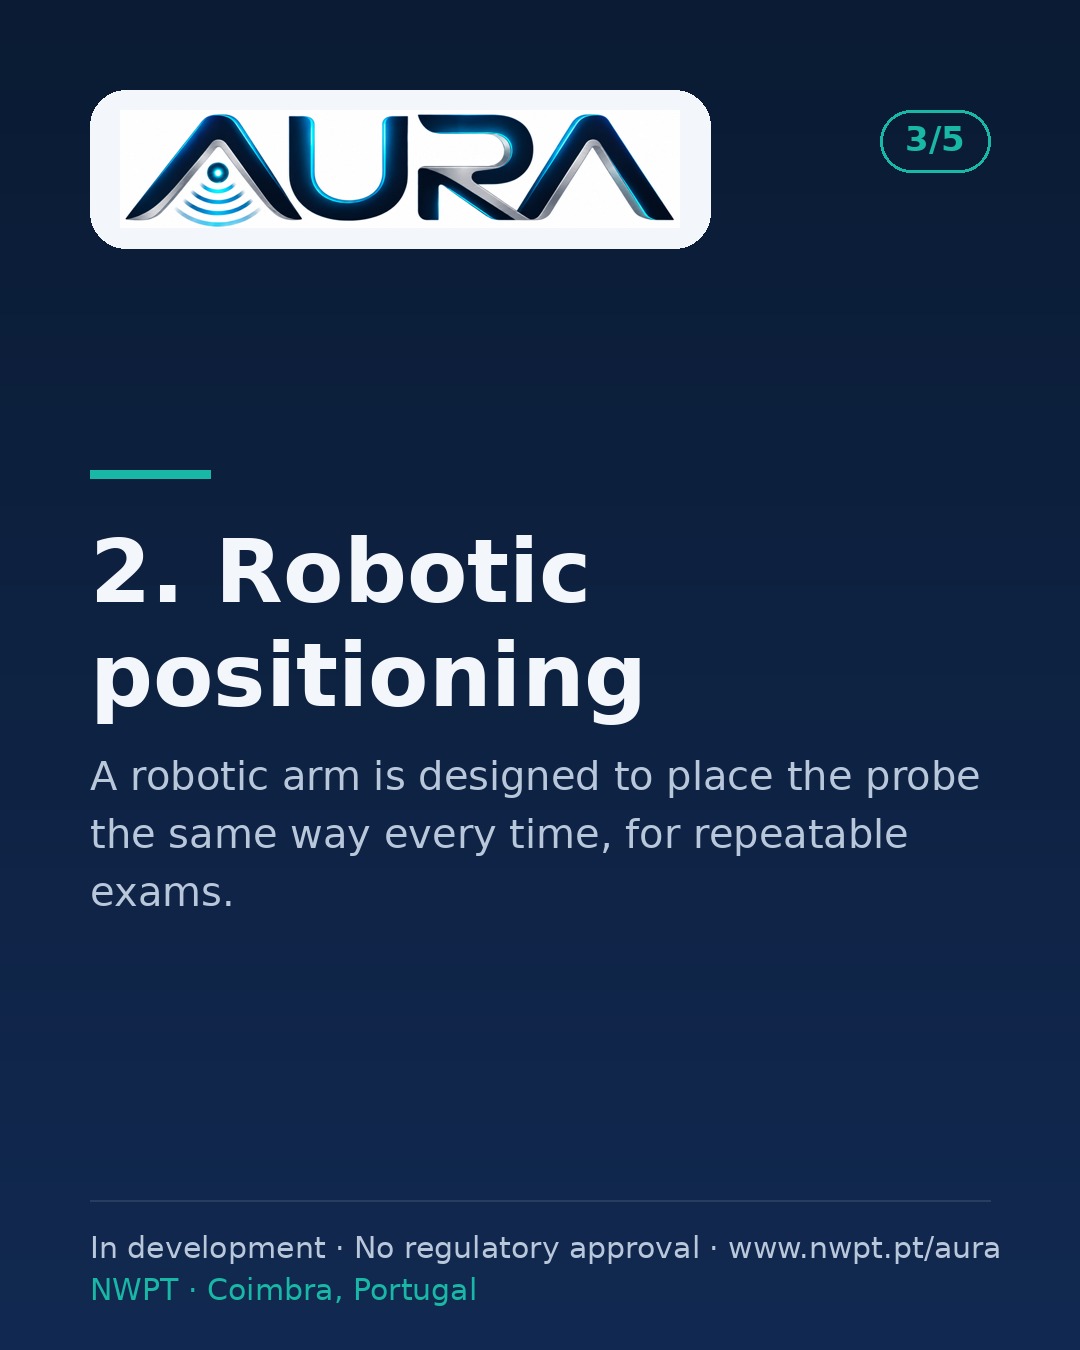 AURA
3/5
2. Robotic
positioning
A robotic arm is designed to place the probe
the same way every time, for repeatable
exams.
In development · No regulatory approval · www.nwpt.pt/aura
NWPT · Coimbra, Portugal